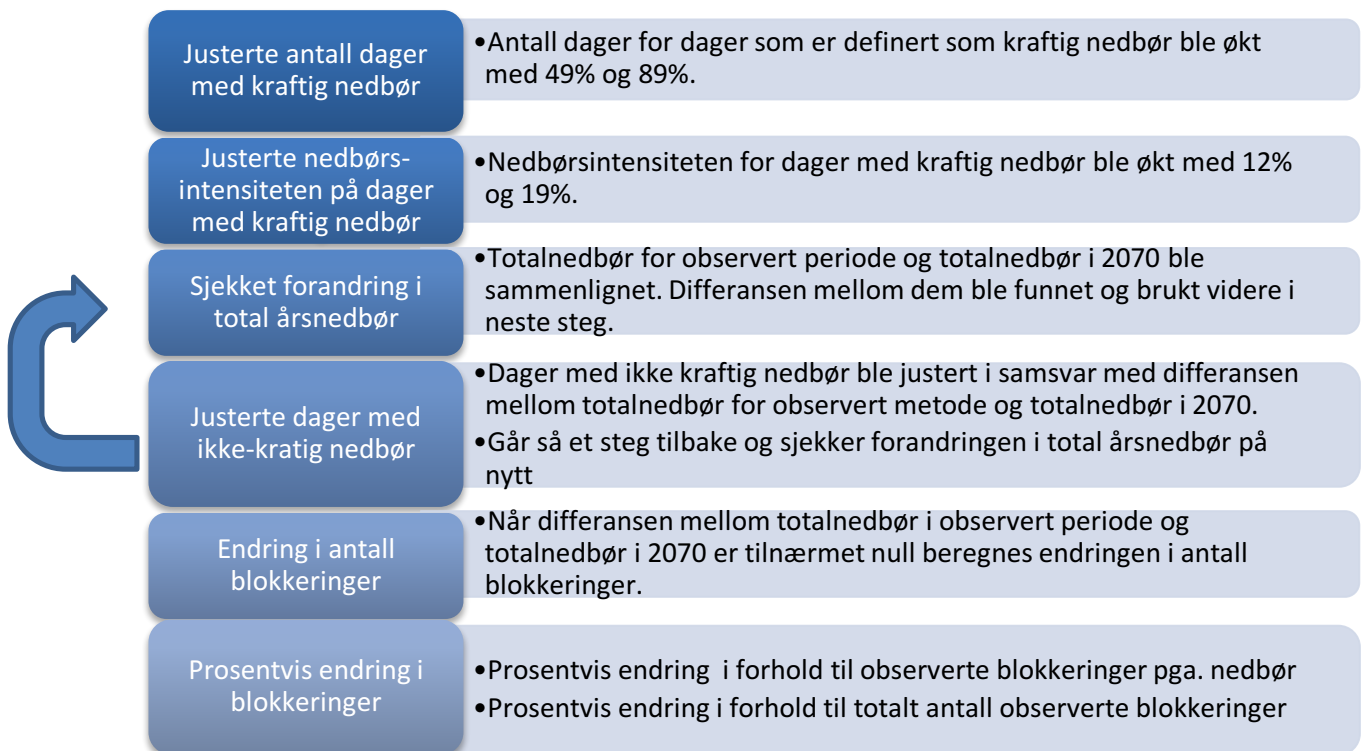 Justerte antall dager
med kraftig nedbør
•Antall dager for dager som er definert som kraftig nedbør ble økt
med 49% og 89%.
Justerte nedbørs-
intensiteten på dager
med kraftig nedbør
•Nedbørsintensiteten for dager med kraftig nedbør ble økt med 12%
og 19%.
Sjekket forandring i
total årsnedbør
•Totalnedbør for observert periode og totalnedbør i 2070 ble
sammenlignet. Differansen mellom dem ble funnet og brukt videre i
neste steg.
Justerte dager med
ikke-kratig nedbør
•Dager med ikke kraftig nedbør ble justert i samsvar med differansen
mellom totalnedbør for observert metode og totalnedbør i 2070.
•Går så et steg tilbake og sjekker forandringen i total årsnedbør på
nytt
Endring i antall
blokkeringer
•Når differansen mellom totalnedbør i observert periode og
totalnedbør i 2070 er tilnærmet null beregnes endringen i antall
blokkeringer.
Prosentvis endring i
blokkeringer
•Prosentvis endring i forhold til observerte blokkeringer pga. nedbør
•Prosentvis endring i forhold til totalt antall observerte blokkeringer